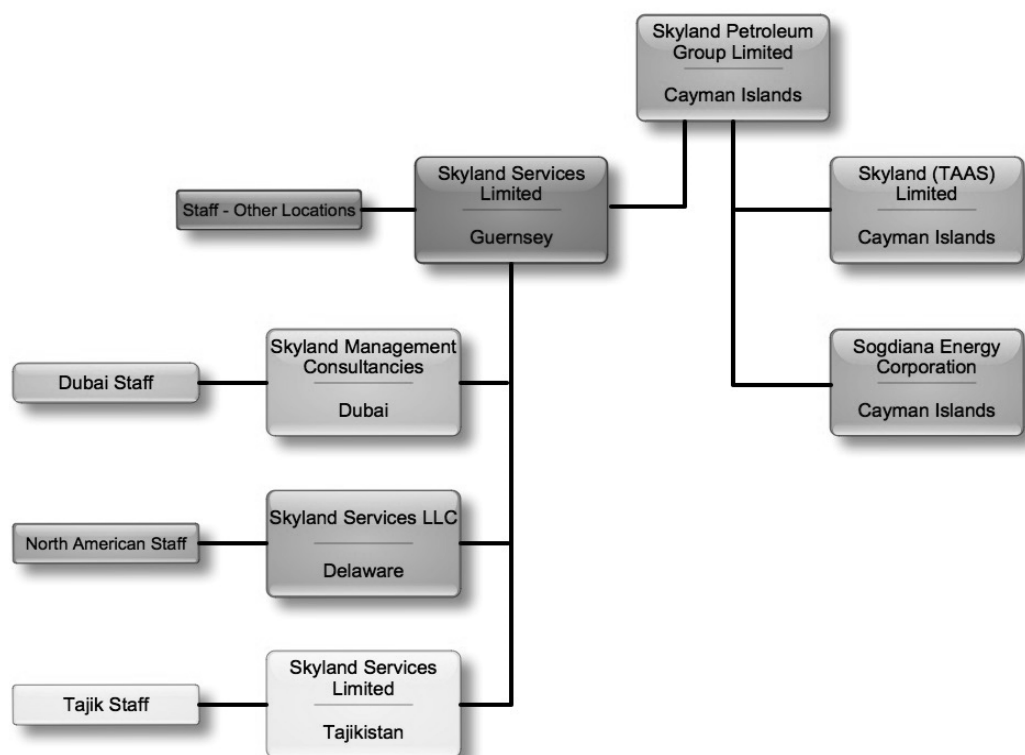 Skyland Petroleum
Group Limited
Cayman Islands
Skyland Services
Limited
Guernsey
Staff - Other Locations
Skyland (TAAS)
Limited
Cayman Islands
Skyland Management
Consultancies
Dubai
Dubai Staff
Sogdiana Energy
Corporation
Cayman Islands
Skyland Services LLC
Delaware
North American Staff
Skyland Services
Limited
Tajikistan
Tajik Staff